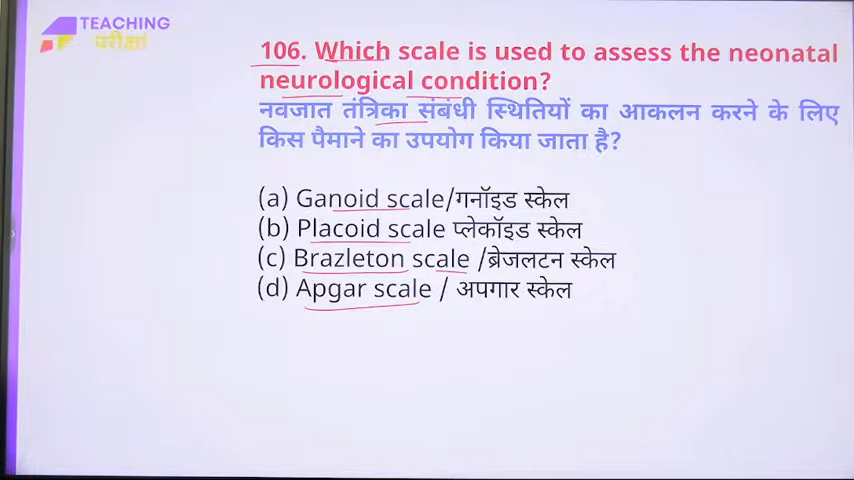 TEACHING
परीक्षा
106. Which scale is used to assess the neonatal
neurological condition?
नवजात तंत्रिका संबंधी स्थितियों का आकलन करने के लिए
किस पैमाने का उपयोग किया जाता है?
(a) Ganoid scale/गनॉइड स्केल
(b) Placoid scale प्लेकॉइड स्केल
(c) Brazleton scale /ब्रेजलटन स्केल
(d) Apgar scale / अपगार स्केल